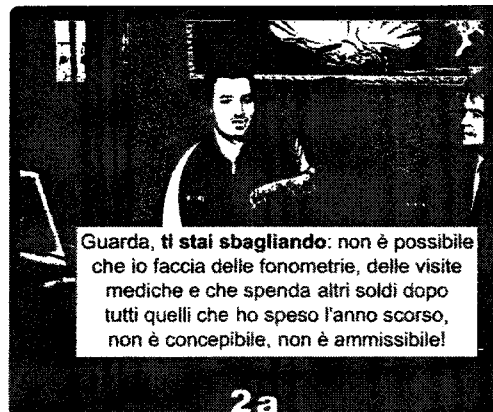 Guarda, ti stai sbagliando: non è possibile
che io faccia delle fonometrie, delle visite
mediche e che spenda altri soldi dopo
tutti quelli che ho speso l'anno scorso,
non è concepibile, non è ammissibile!
2a